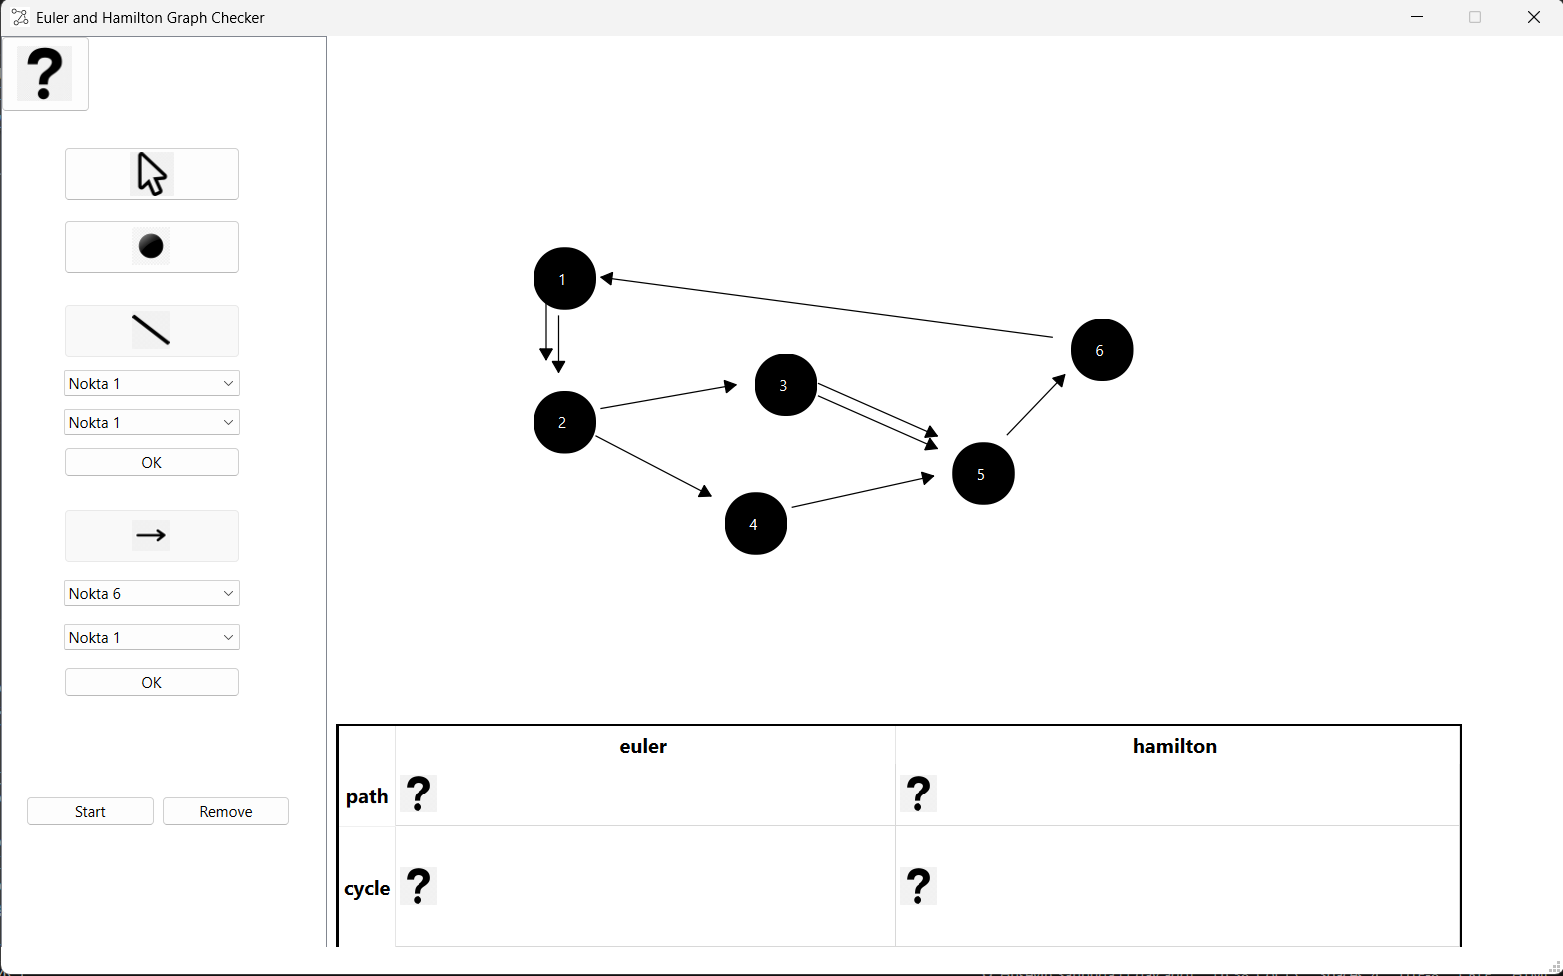 Euler and Hamilton Graph Checker
?
Nokta 1
Nokta 1
OK
Nokta 6
Nokta 1
OK
Start Remove
1
2
3
4
5
6
euler hamilton
path ? ?
cycle ? ?